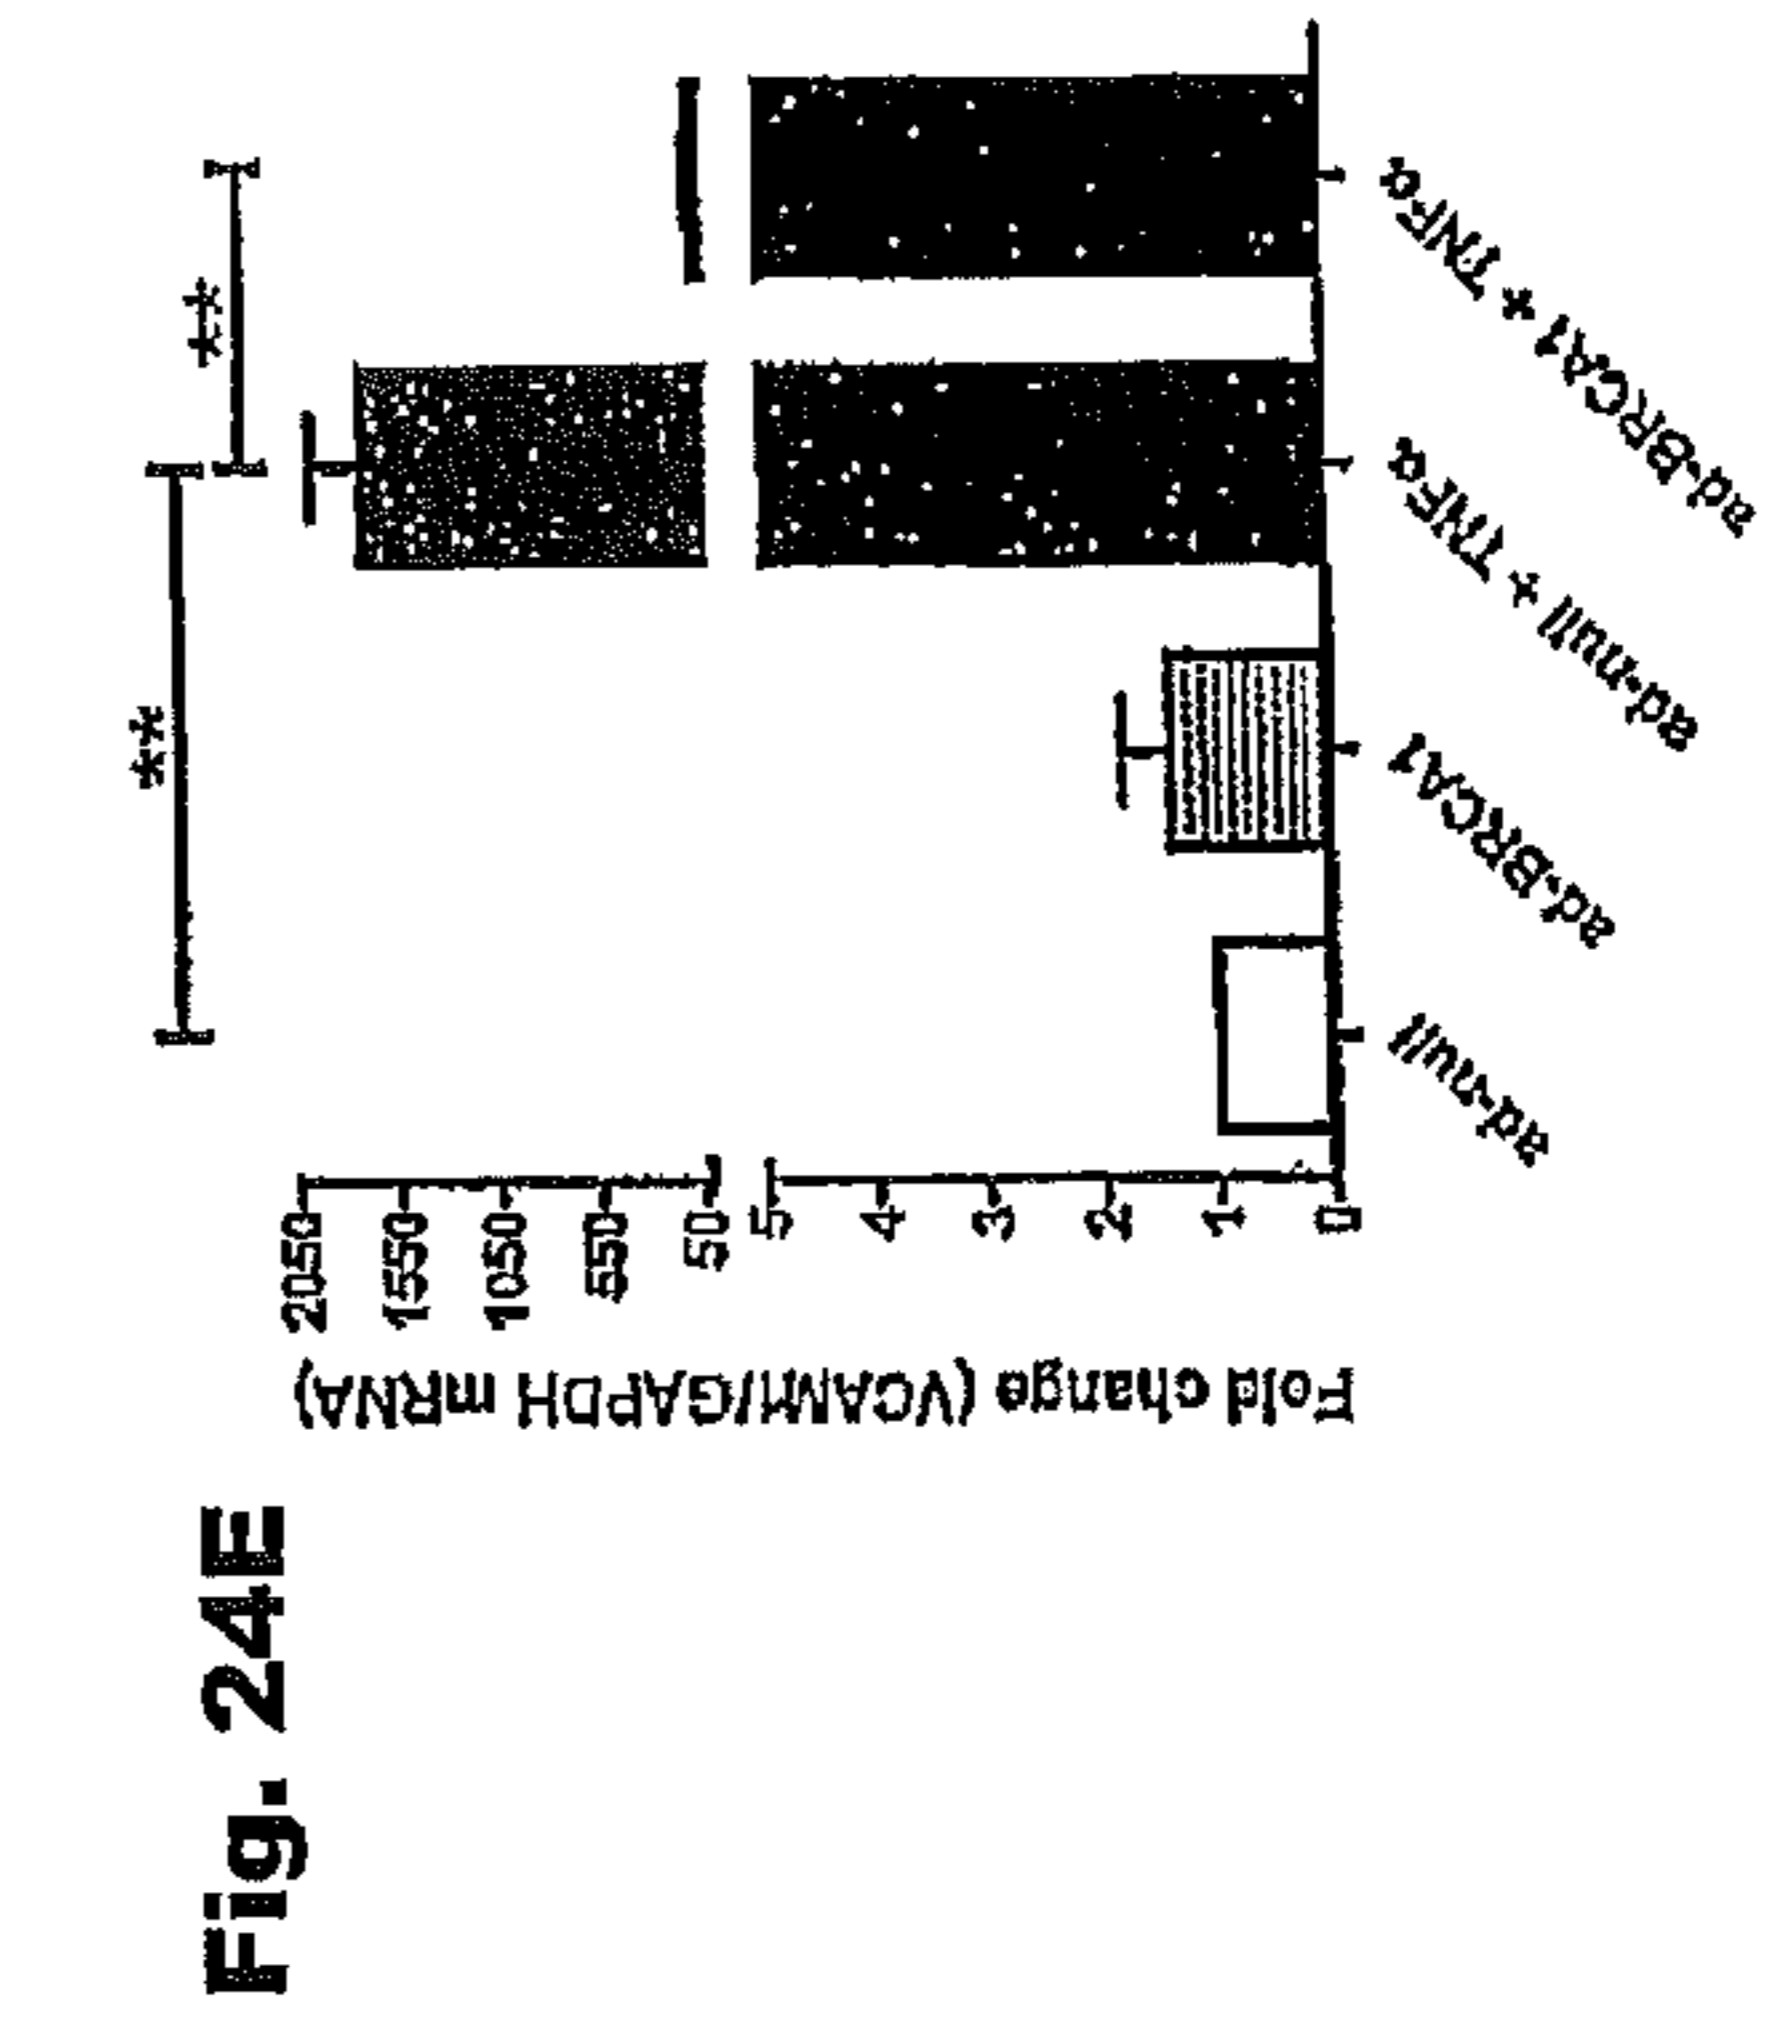 Fig. 24E
Fold change (VCAM1/GAPDH mRNA)
2050
1550
1050
550
50
5
4
3
2
1
0
**
**
ad-null
ad.BRCA1
ad-null + TNFα
ad.BRCA1 + TNFα